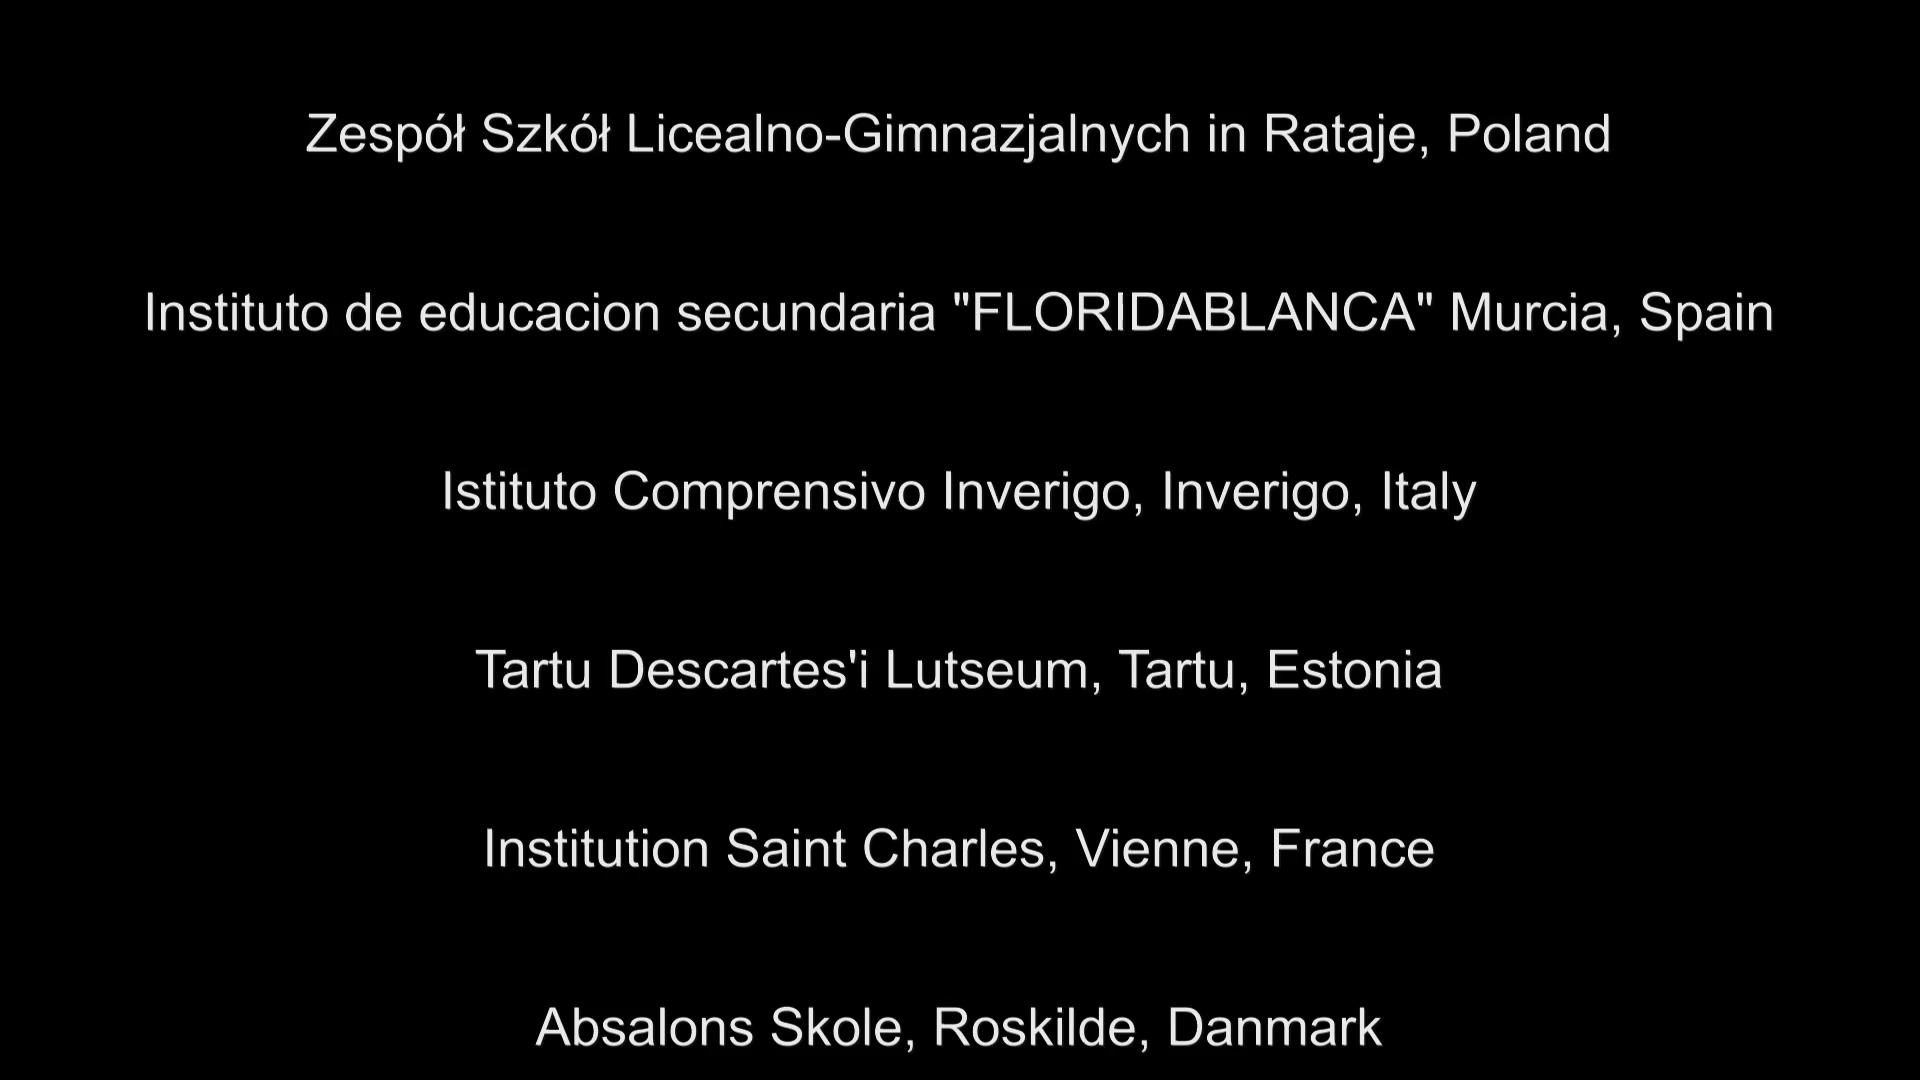 Zespół Szkół Licealno-Gimnazjalnych in Rataje, Poland
Instituto de educacion secundaria "FLORIDABLANCA" Murcia, Spain
Istituto Comprensivo Inverigo, Inverigo, Italy
Tartu Descartes'i Lutseum, Tartu, Estonia
Institution Saint Charles, Vienne, France
Absalons Skole, Roskilde, Danmark